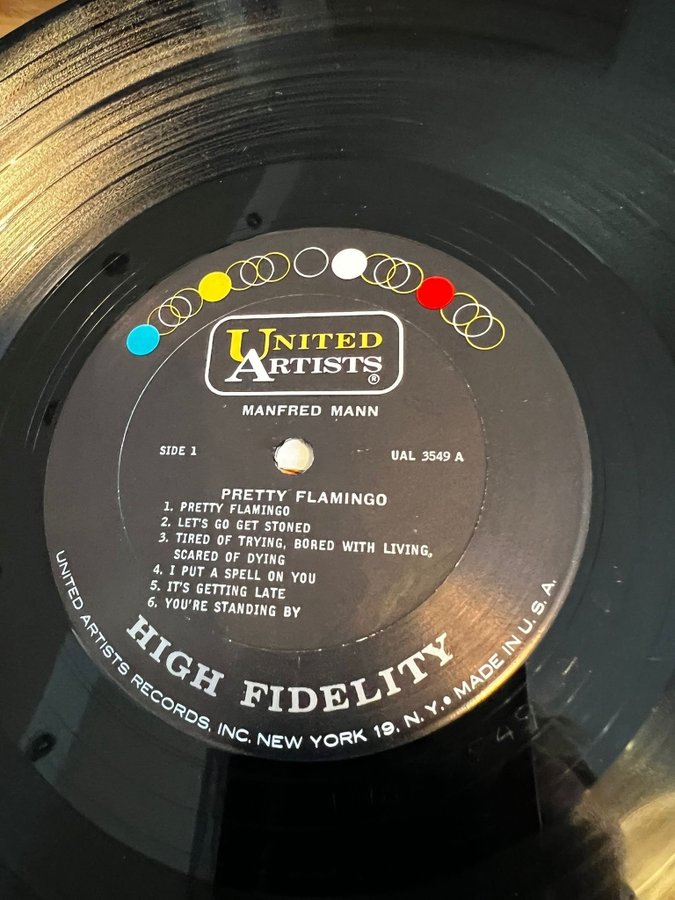 UNITED
ARTISTS®
MANFRED MANN
SIDE 1
UAL 3549 A
PRETTY FLAMINGO
1. PRETTY FLAMINGO
2. LET'S GO GET STONED
3. TIRED OF TRYING, BORED WITH LIVING,
SCARED OF DYING
4. I PUT A SPELL ON YOU
5. IT'S GETTING LATE
6. YOU'RE STANDING BY
HIGH FIDELITY
UNITED ARTISTS RECORDS, INC. NEW YORK 19, N. Y. • MADE IN U. S. A.